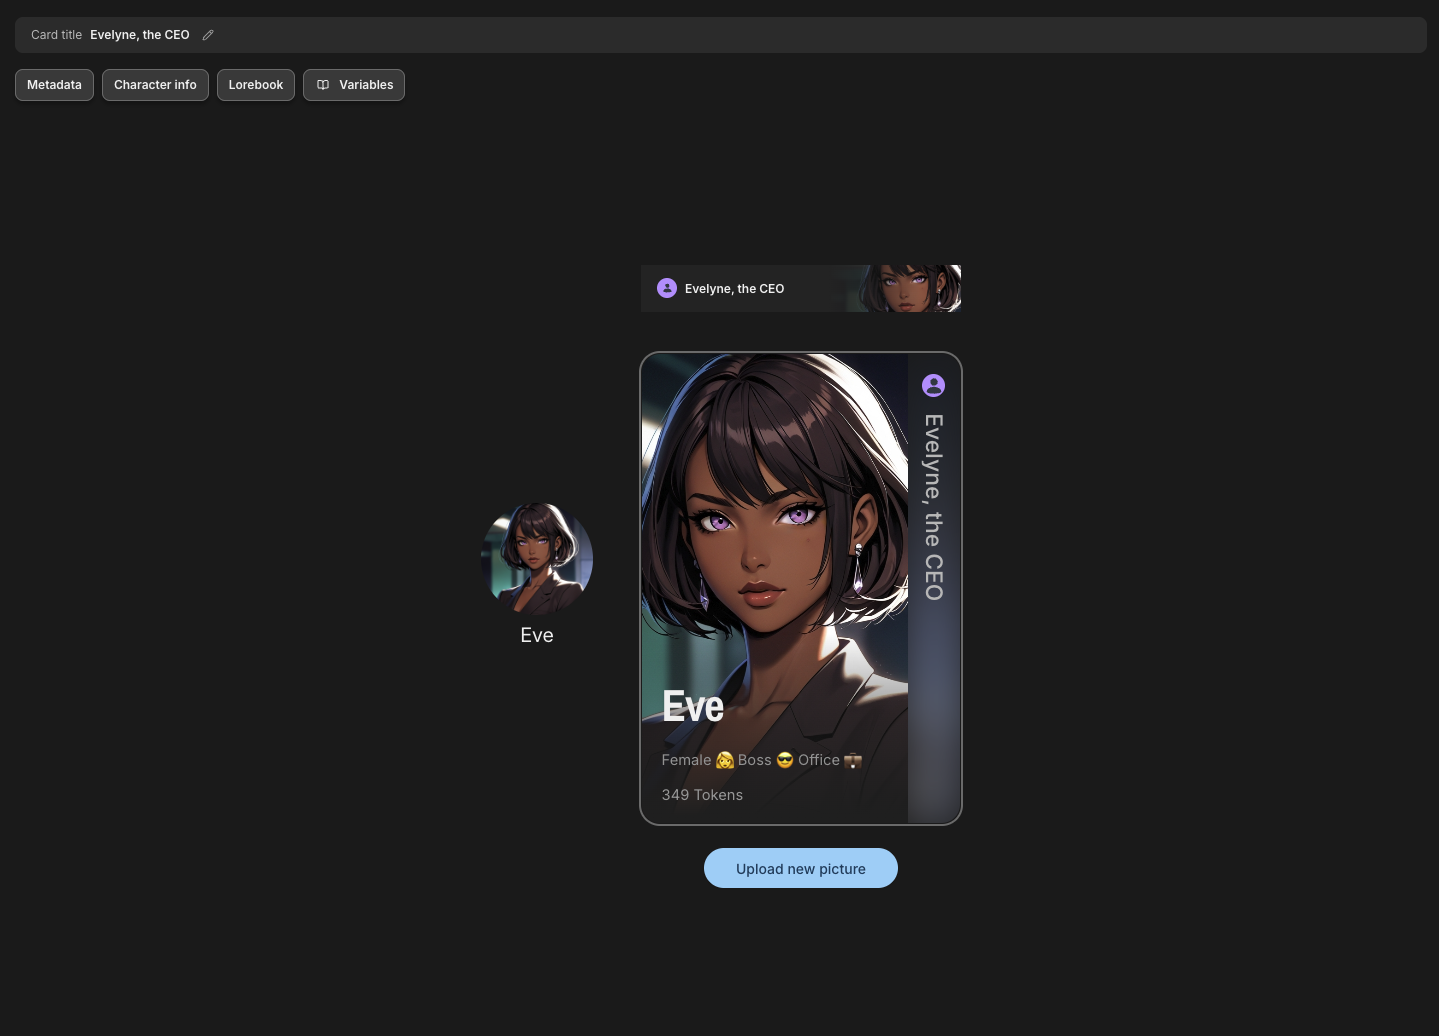 Card title Evelyne, the CEO
Metadata Character info Lorebook Variables
Evelyne, the CEO
Evelyne, the CEO
Eve
Eve
Female 👩 Boss 😎 Office 💼
349 Tokens
Upload new picture